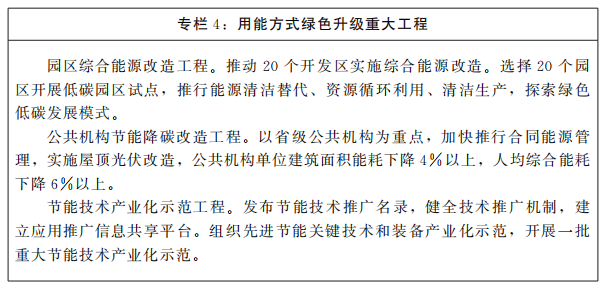 专栏 4：用能方式绿色升级重大工程
园区综合能源改造工程。推动 20 个开发区实施综合能源改造。选择 20 个园
区开展低碳园区试点，推行能源清洁替代、资源循环利用、清洁生产，探索绿色
低碳发展模式。
公共机构节能降碳改造工程。以省级公共机构为重点，加快推行合同能源管
理，实施屋顶光伏改造，公共机构单位建筑面积能耗下降 4%以上，人均综合能耗
下降 6%以上。
节能技术产业化示范工程。发布节能技术推广名录，健全技术推广机制，建
立应用推广信息共享平台。组织先进节能关键技术和装备产业化示范，开展一批
重大节能技术产业化示范。